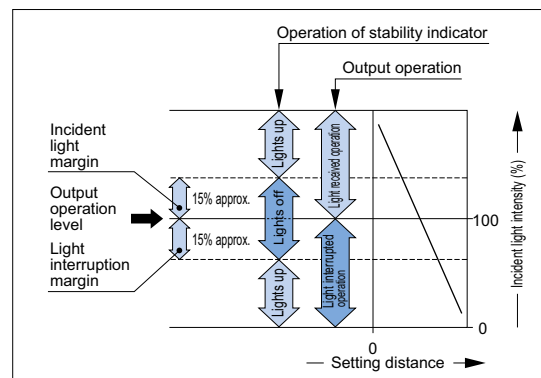 Operation of stability indicator
Output operation
Incident
light
margin
Output
operation
level
Light
interruption
margin
15% approx.
15% approx.
Lights up
Lights off
Lights up
Light received operation
Light interrupted
operation
100
0
0
Setting distance
Incident light intensity (%)